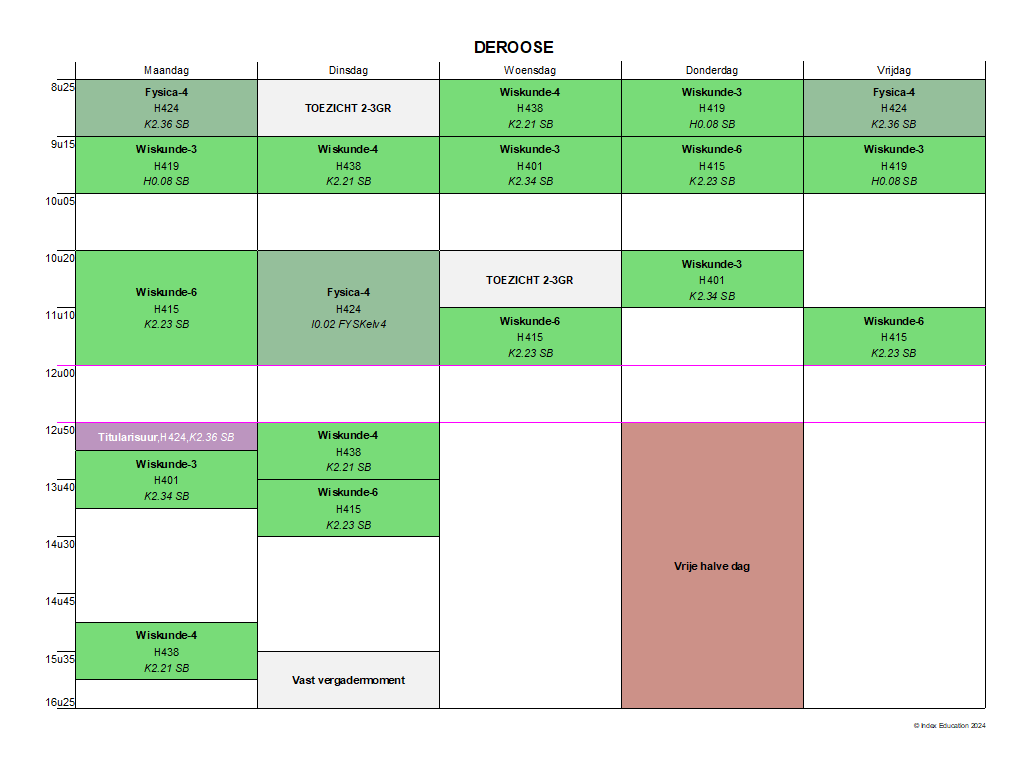 DEROOSE
Maandag Dinsdag Woensdag Donderdag Vrijdag
8u25
Fysica-4
H424
K2.36 SB
TOEZICHT 2-3GR
Wiskunde-4
H438
K2.21 SB
Wiskunde-3
H419
H0.08 SB
Fysica-4
H424
K2.36 SB
9u15
Wiskunde-3
H419
H0.08 SB
Wiskunde-4
H438
K2.21 SB
Wiskunde-3
H401
K2.34 SB
Wiskunde-6
H415
K2.23 SB
Wiskunde-3
H419
H0.08 SB
10u05
10u20
Wiskunde-6
H415
K2.23 SB
Fysica-4
H424
I0.02 FYSKelv4
TOEZICHT 2-3GR
Wiskunde-3
H401
K2.34 SB
11u10
Wiskunde-6
H415
K2.23 SB
Wiskunde-6
H415
K2.23 SB
12u00
12u50
Titularisuur,H424,K2.36 SB
Wiskunde-3
H401
K2.34 SB
Wiskunde-4
H438
K2.21 SB
13u40
Wiskunde-6
H415
K2.23 SB
14u30
Vrije halve dag
14u45
Wiskunde-4
H438
K2.21 SB
15u35
Vast vergadermoment
16u25
© Index Education 2024